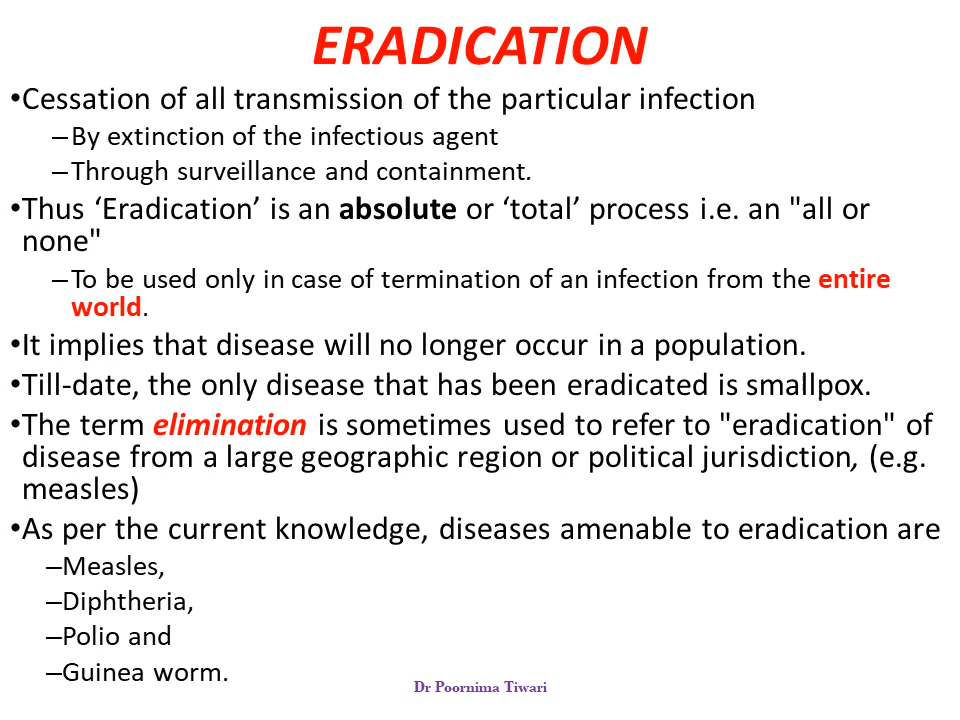 ERADICATION
•Cessation of all transmission of the particular infection
–By extinction of the infectious agent
–Through surveillance and containment.
•Thus ‘Eradication’ is an absolute or ‘total’ process i.e. an "all or
none"
–To be used only in case of termination of an infection from the entire
world.
•It implies that disease will no longer occur in a population.
•Till-date, the only disease that has been eradicated is smallpox.
•The term elimination is sometimes used to refer to "eradication" of
disease from a large geographic region or political jurisdiction, (e.g.
measles)
•As per the current knowledge, diseases amenable to eradication are
–Measles,
–Diphtheria,
–Polio and
–Guinea worm.
Dr Poornima Tiwari